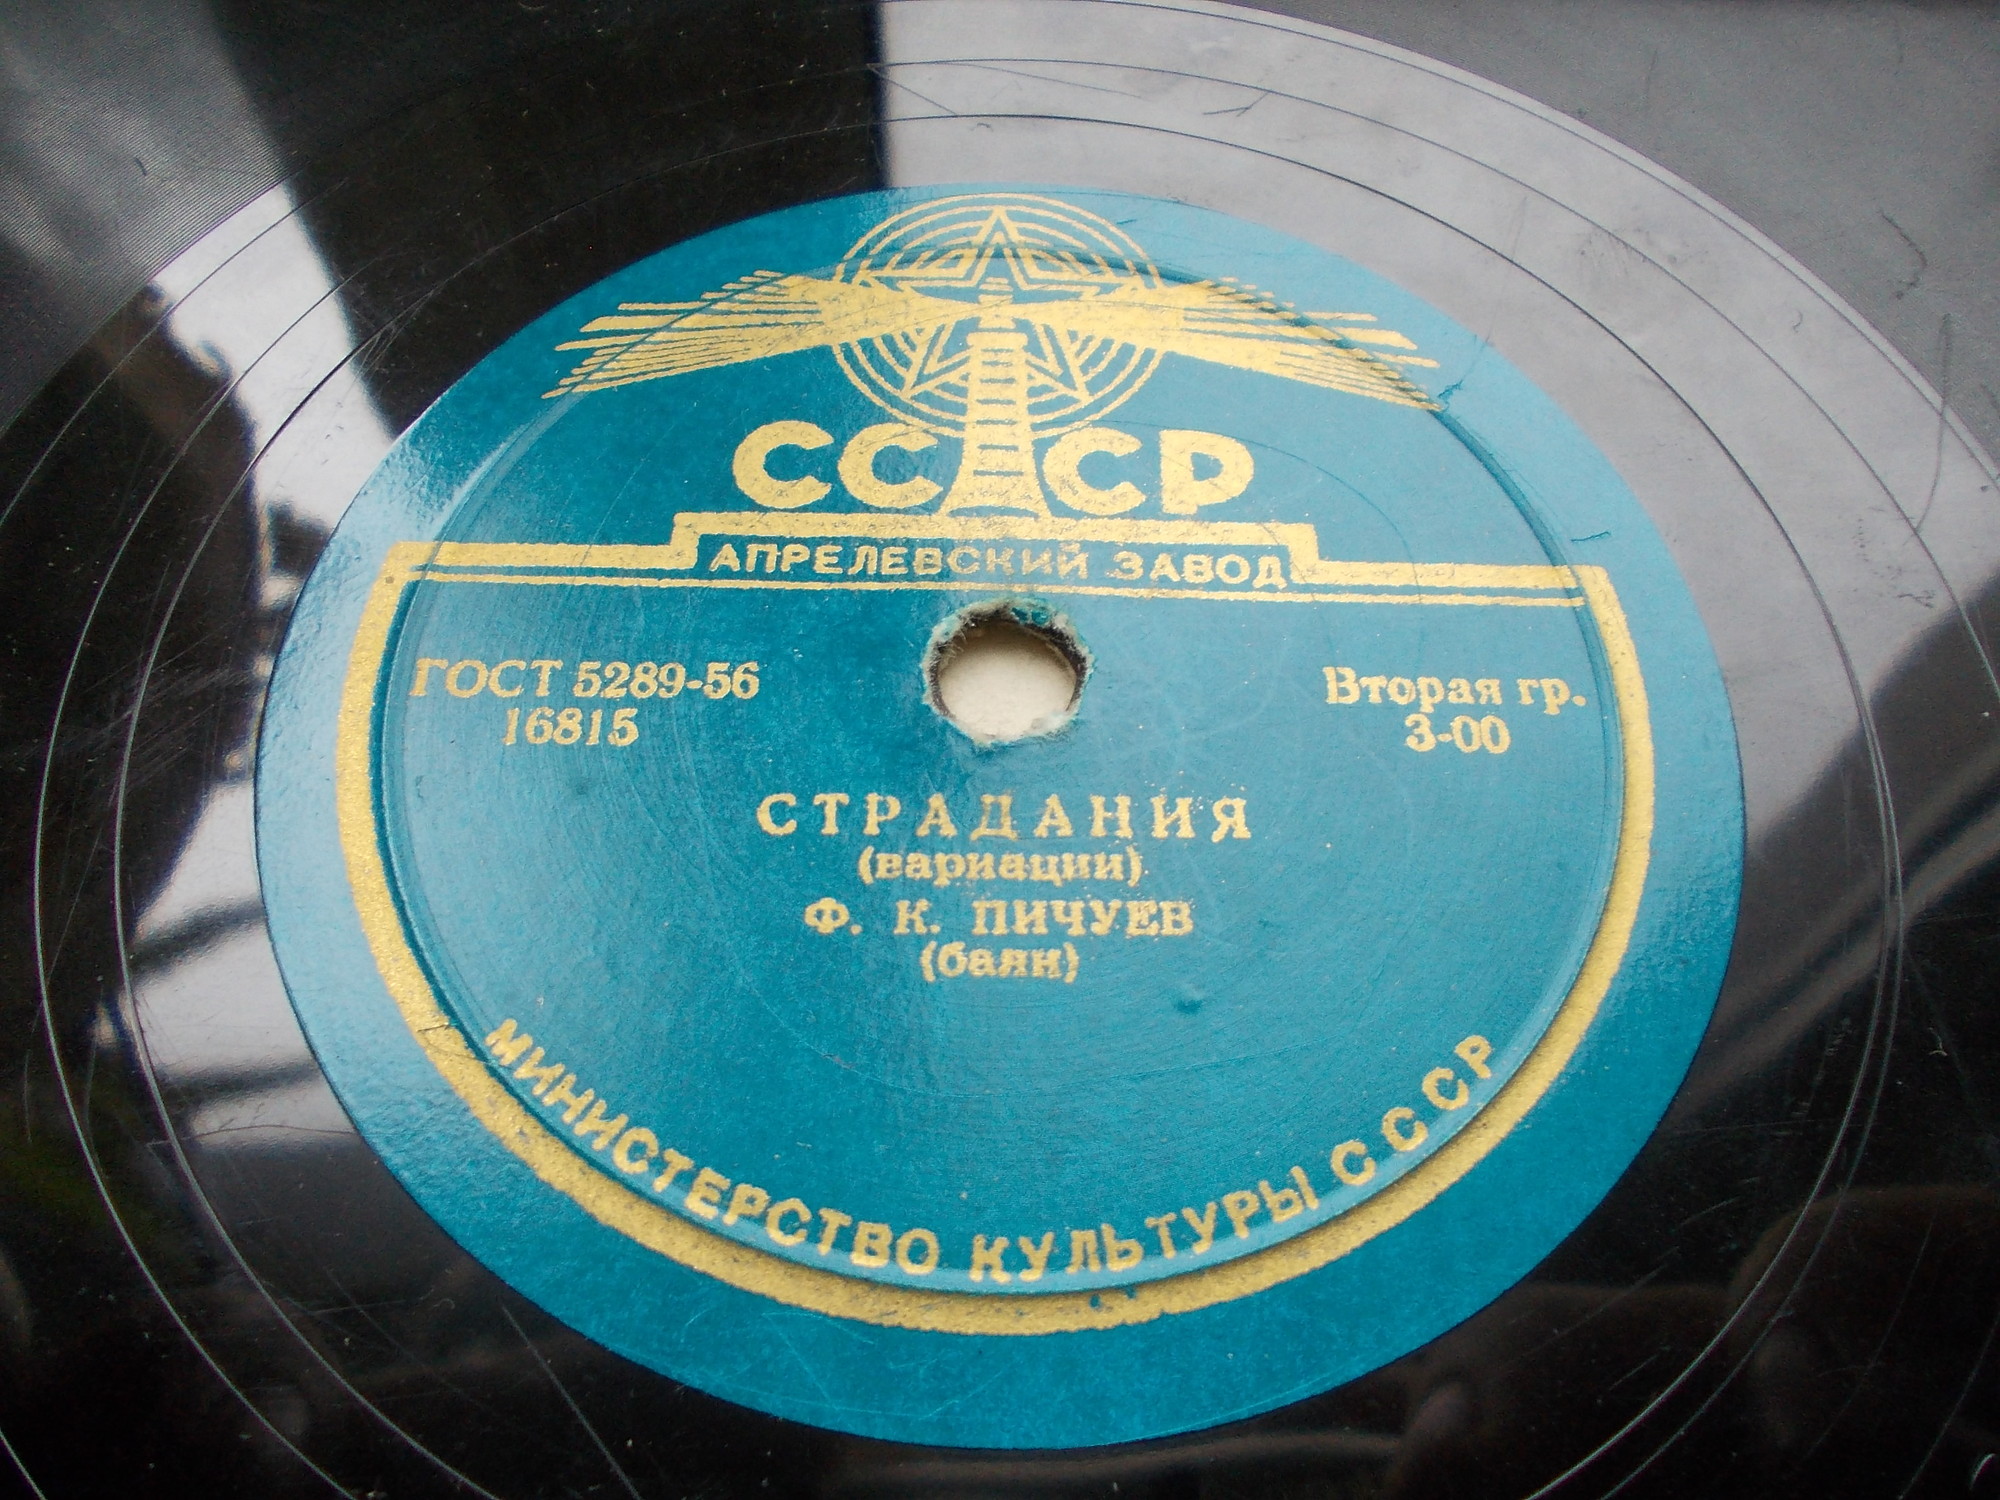 СССР
АПРЕЛЕВСКИЙ ЗАВОД
ГОСТ 5289-56
16815
Вторая гр.
3-00
СТРАДАНИЯ
(вариации)
Ф. К. ПИЧУЕВ
(баян)
МИНИСТЕРСТВО КУЛЬТУРЫ СССР